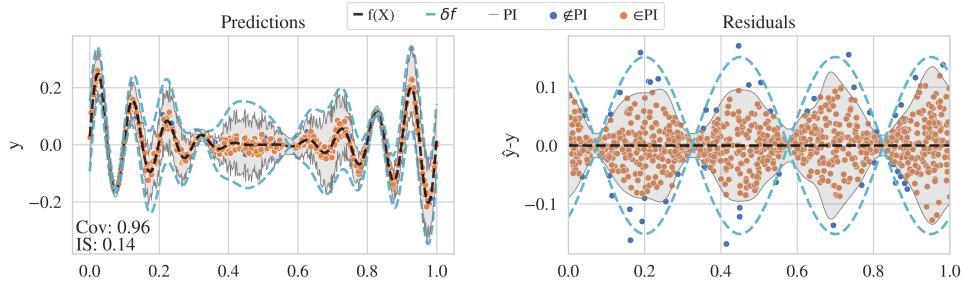 f(X) δf PI ∉PI ∈PI
Predictions
Residuals
y
0.2
0.0
−0.2
Cov: 0.96
IS: 0.14
0.0 0.2 0.4 0.6 0.8 1.0
ŷ-y
0.1
0.0
−0.1
0.0 0.2 0.4 0.6 0.8 1.0